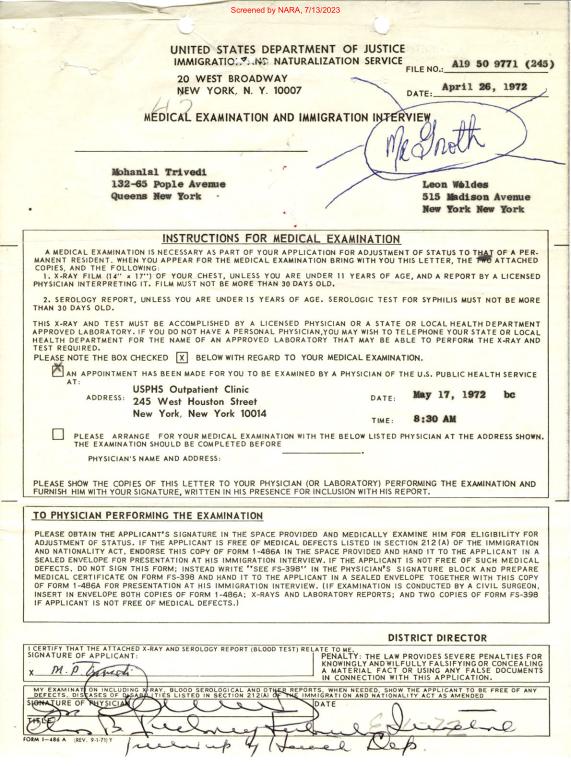 Screened by NARA, 7/13/2023
UNITED STATES DEPARTMENT OF JUSTICE
IMMIGRATION AND NATURALIZATION SERVICE
FILE NO.: A19 50 9771 (245)
20 WEST BROADWAY
NEW YORK, N. Y. 10007
DATE: April 26, 1972
MEDICAL EXAMINATION AND IMMIGRATION INTERVIEW
Mr Groth
Mohanlal Trivedi
132-65 Pople Avenue
Queens New York
Leon Waldes
515 Madison Avenue
New York New York
INSTRUCTIONS FOR MEDICAL EXAMINATION
A MEDICAL EXAMINATION IS NECESSARY AS PART OF YOUR APPLICATION FOR ADJUSTMENT OF STATUS TO THAT OF A PER-
MANENT RESIDENT. WHEN YOU APPEAR FOR THE MEDICAL EXAMINATION BRING WITH YOU THIS LETTER, THE TWO ATTACHED
COPIES, AND THE FOLLOWING:
1. X-RAY FILM (14" x 17") OF YOUR CHEST, UNLESS YOU ARE UNDER 11 YEARS OF AGE, AND A REPORT BY A LICENSED
PHYSICIAN INTERPRETING IT. FILM MUST NOT BE MORE THAN 30 DAYS OLD.
2. SEROLOGY REPORT, UNLESS YOU ARE UNDER 15 YEARS OF AGE. SEROLOGIC TEST FOR SYPHILIS MUST NOT BE MORE
THAN 30 DAYS OLD.
THIS X-RAY AND TEST MUST BE ACCOMPLISHED BY A LICENSED PHYSICIAN OR A STATE OR LOCAL HEALTH DEPARTMENT
APPROVED LABORATORY. IF YOU DO NOT HAVE A PERSONAL PHYSICIAN, YOU MAY WISH TO TELEPHONE YOUR STATE OR LOCAL
HEALTH DEPARTMENT FOR THE NAME OF AN APPROVED LABORATORY THAT MAY BE ABLE TO PERFORM THE X-RAY AND
TEST REQUIRED.
PLEASE NOTE THE BOX CHECKED X BELOW WITH REGARD TO YOUR MEDICAL EXAMINATION.
X AN APPOINTMENT HAS BEEN MADE FOR YOU TO BE EXAMINED BY A PHYSICIAN OF THE U.S. PUBLIC HEALTH SERVICE
AT:
ADDRESS: USPHS Outpatient Clinic
245 West Houston Street
New York, New York 10014
DATE: May 17, 1972 bc
TIME: 8:30 AM
PLEASE ARRANGE FOR YOUR MEDICAL EXAMINATION WITH THE BELOW LISTED PHYSICIAN AT THE ADDRESS SHOWN.
THE EXAMINATION SHOULD BE COMPLETED BEFORE
PHYSICIAN'S NAME AND ADDRESS:
PLEASE SHOW THE COPIES OF THIS LETTER TO YOUR PHYSICIAN (OR LABORATORY) PERFORMING THE EXAMINATION AND
FURNISH HIM WITH YOUR SIGNATURE, WRITTEN IN HIS PRESENCE FOR INCLUSION WITH HIS REPORT.
TO PHYSICIAN PERFORMING THE EXAMINATION
PLEASE OBTAIN THE APPLICANT'S SIGNATURE IN THE SPACE PROVIDED AND MEDICALLY EXAMINE HIM FOR ELIGIBILITY FOR
ADJUSTMENT OF STATUS. IF THE APPLICANT IS FREE OF MEDICAL DEFECTS LISTED IN SECTION 212 (A) OF THE IMMIGRATION
AND NATIONALITY ACT, ENDORSE THIS COPY OF FORM 1-486A IN THE SPACE PROVIDED AND HAND IT TO THE APPLICANT IN A
SEALED ENVELOPE FOR PRESENTATION AT HIS IMMIGRATION INTERVIEW. IF THE APPLICANT IS NOT FREE OF SUCH MEDICAL
DEFECTS, DO NOT SIGN THIS FORM; INSTEAD WRITE "SEE FS-398" IN THE PHYSICIAN'S SIGNATURE BLOCK AND PREPARE
MEDICAL CERTIFICATE ON FORM FS-398 AND HAND IT TO THE APPLICANT IN A SEALED ENVELOPE TOGETHER WITH THIS COPY
OF FORM 1-486A FOR PRESENTATION AT HIS IMMIGRATION INTERVIEW. (IF EXAMINATION IS CONDUCTED BY A CIVIL SURGEON,
INSERT IN ENVELOPE BOTH COPIES OF FORM 1-486A; X-RAYS AND LABORATORY REPORTS; AND TWO COPIES OF FORM FS-398
IF APPLICANT IS NOT FREE OF MEDICAL DEFECTS.)
DISTRICT DIRECTOR
I CERTIFY THAT THE ATTACHED X-RAY AND SEROLOGY REPORT (BLOOD TEST) RELATE TO ME.
SIGNATURE OF APPLICANT:
X M. P. Trivedi
PENALTY: THE LAW PROVIDES SEVERE PENALTIES FOR
KNOWINGLY AND WILFULLY FALSIFYING OR CONCEALING
A MATERIAL FACT OR USING ANY FALSE DOCUMENTS
IN CONNECTION WITH THIS APPLICATION.
MY EXAMINATION INCLUDING X-RAY, BLOOD SEROLOGICAL AND OTHER REPORTS, WHEN NEEDED, SHOW THE APPLICANT TO BE FREE OF ANY
DEFECTS, DISEASES OR DISABILITIES LISTED IN SECTION 212(A) OF THE IMMIGRATION AND NATIONALITY ACT AS AMENDED
SIGNATURE OF PHYSICIAN
DATE
TITLE
FORM I-486 A (REV. 9-1-71) Y